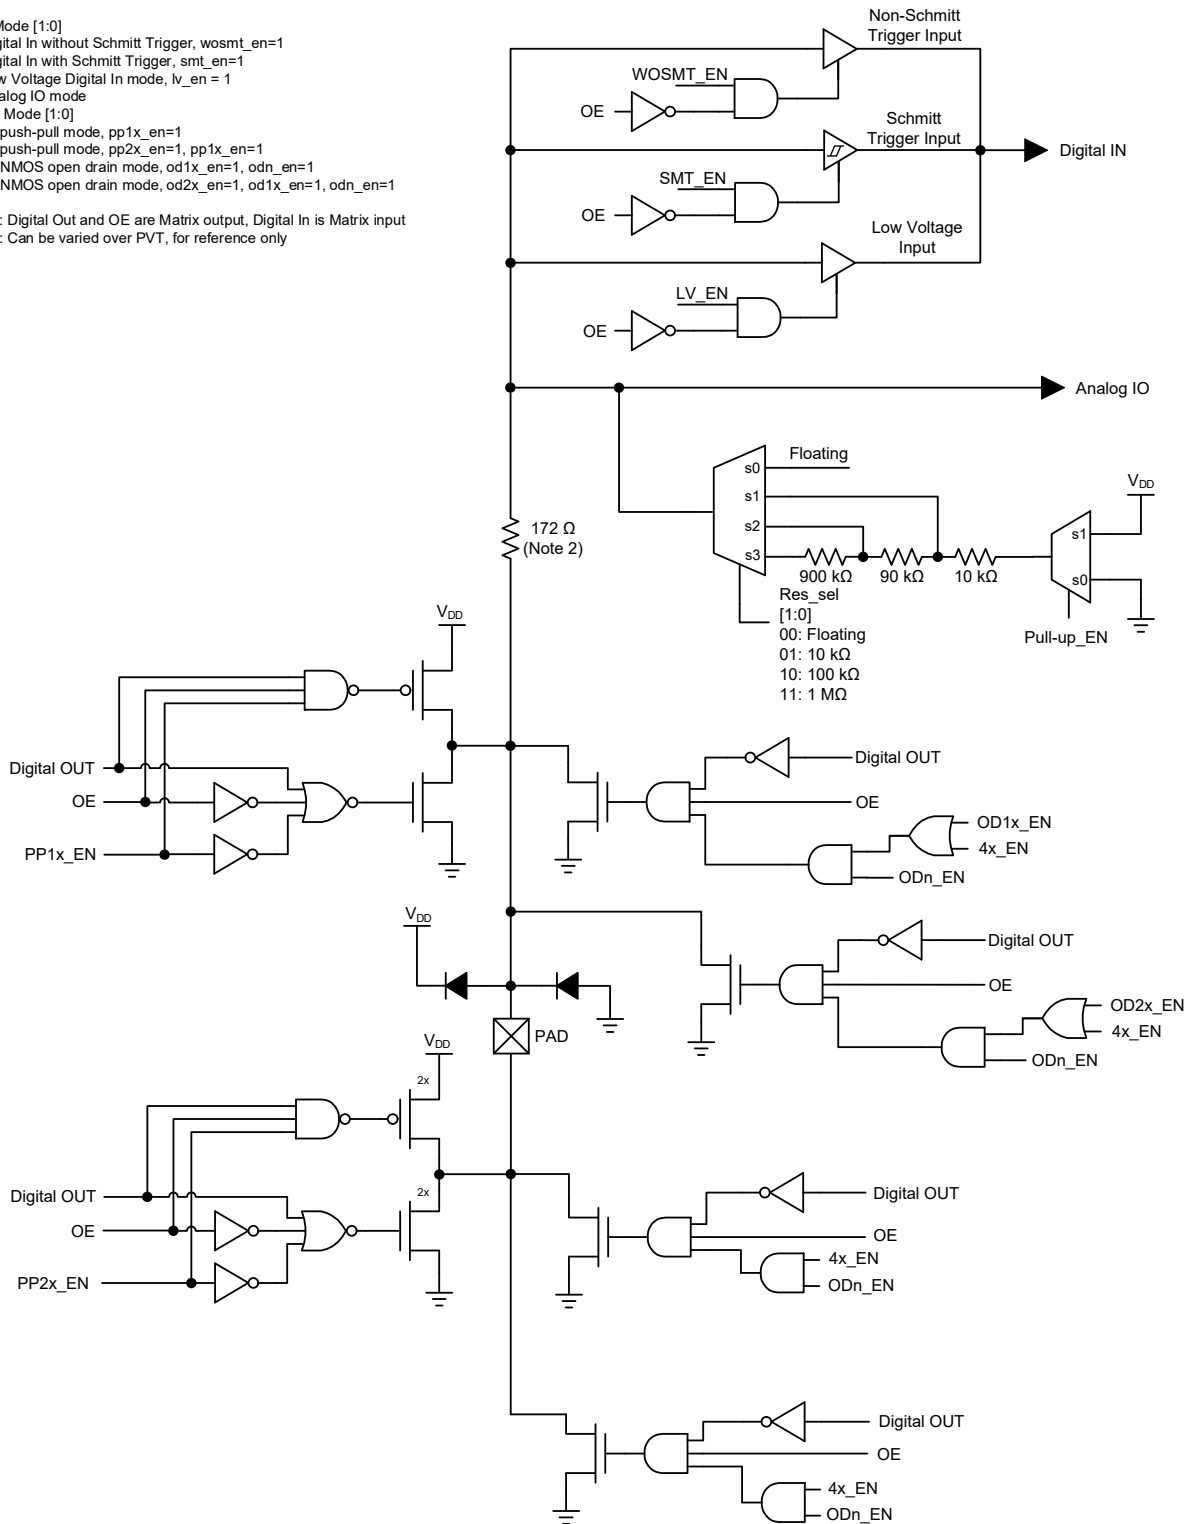 Mode [1:0]
gital In without Schmitt Trigger, wosmt_en=1
gital In with Schmitt Trigger, smt_en=1
w Voltage Digital In mode, lv_en = 1
alog IO mode
Mode [1:0]
push-pull mode, pp1x_en=1
push-pull mode, pp2x_en=1, pp1x_en=1
NMOS open drain mode, od1x_en=1, odn_en=1
NMOS open drain mode, od2x_en=1, od1x_en=1, odn_en=1
: Digital Out and OE are Matrix output, Digital In is Matrix input
: Can be varied over PVT, for reference only
Non-Schmitt
Trigger Input
WOSMT_EN
OE
Schmitt
Trigger Input
Digital IN
SMT_EN
OE
Low Voltage
Input
LV_EN
OE
Analog IO
Floating
s0
s1
s2
s3
172 Ω
(Note 2)
900 kΩ
90 kΩ
10 kΩ
VDD
s1
s0
Pull-up_EN
Res_sel
[1:0]
00: Floating
01: 10 kΩ
10: 100 kΩ
11: 1 MΩ
VDD
Digital OUT
OE
PP1x_EN
Digital OUT
OE
OD1x_EN
4x_EN
ODn_EN
VDD
PAD
Digital OUT
OE
OD2x_EN
4x_EN
ODn_EN
VDD
2x
2x
Digital OUT
OE
PP2x_EN
Digital OUT
OE
4x_EN
ODn_EN
Digital OUT
OE
4x_EN
ODn_EN